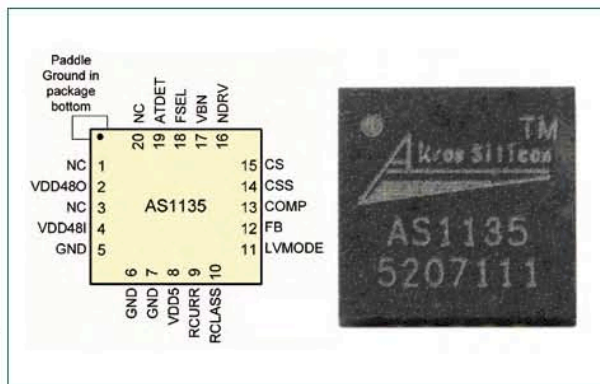 Paddle
Ground in
package
bottom
20 NC
19 ATDET
18 FSEL
17 VBN
16 NDRV
NC 1
VDD48O 2
NC 3
VDD48I 4
GND 5
AS1135
15 CS
14 CSS
13 COMP
12 FB
11 LVMODE
GND 6
GND 7
VDD5 8
RCURR 9
RCLASS 10
TM
Akros Silicon
AS1135
5207111